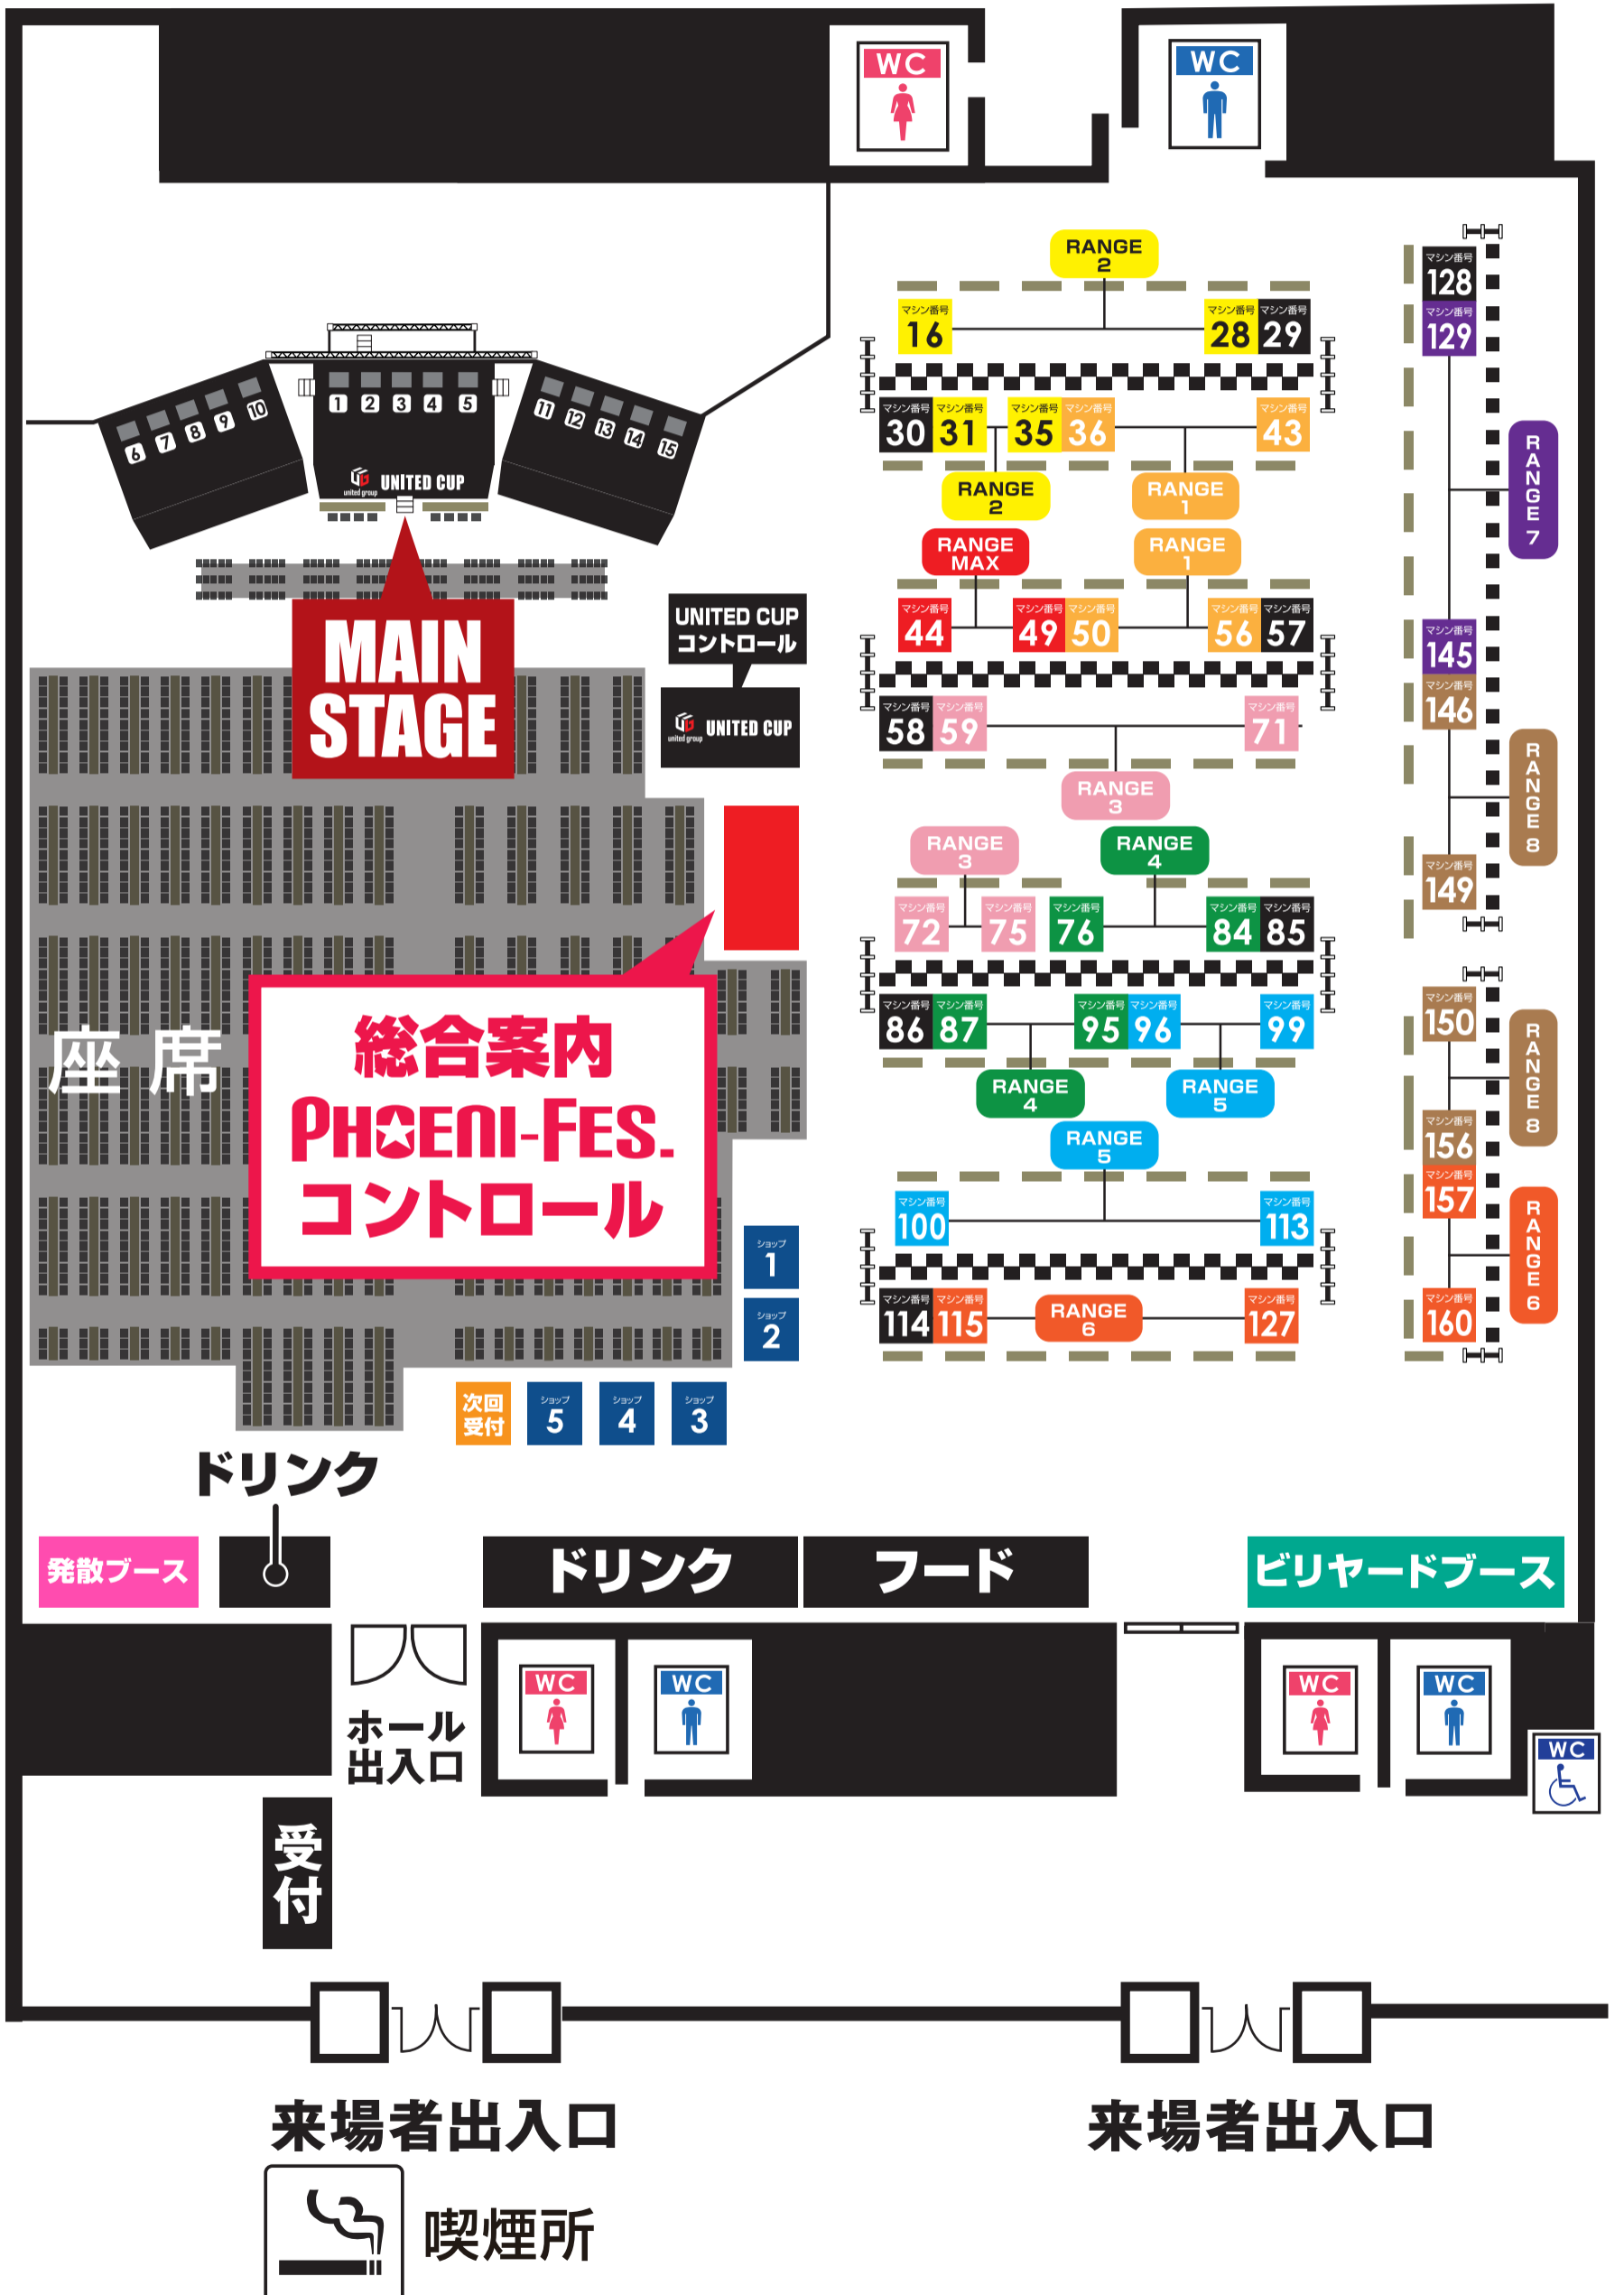 WC
WC
RANGE
2
マシン番号
16
マシン番号
28
マシン番号
29
マシン番号
30
マシン番号
31
マシン番号
35
マシン番号
36
マシン番号
43
RANGE
2
RANGE
1
RANGE
MAX
RANGE
1
マシン番号
44
マシン番号
49
マシン番号
50
マシン番号
56
マシン番号
57
マシン番号
58
マシン番号
59
マシン番号
71
RANGE
3
RANGE
3
RANGE
4
マシン番号
72
マシン番号
75
マシン番号
76
マシン番号
84
マシン番号
85
マシン番号
86
マシン番号
87
マシン番号
95
マシン番号
96
マシン番号
99
RANGE
4
RANGE
5
RANGE
5
マシン番号
100
マシン番号
113
マシン番号
114
マシン番号
115
RANGE
6
マシン番号
127
マシン番号
128
マシン番号
129
RANGE 7
マシン番号
145
マシン番号
146
RANGE 8
マシン番号
149
マシン番号
150
RANGE 8
マシン番号
156
マシン番号
157
RANGE 6
マシン番号
160
6 7 8 9 10
1 2 3 4 5
11 12 13 14 15
united group UNITED CUP
MAIN
STAGE
UNITED CUP
コントロール
united group UNITED CUP
座席
総合案内
PHOENI-FES.
コントロール
ショップ
1
ショップ
2
次回
受付
ショップ
5
ショップ
4
ショップ
3
ドリンク
発散ブース
ドリンク
フード
ビリヤードブース
ホール
出入口
WC
WC
WC
WC
WC
受付
来場者出入口
来場者出入口
喫煙所